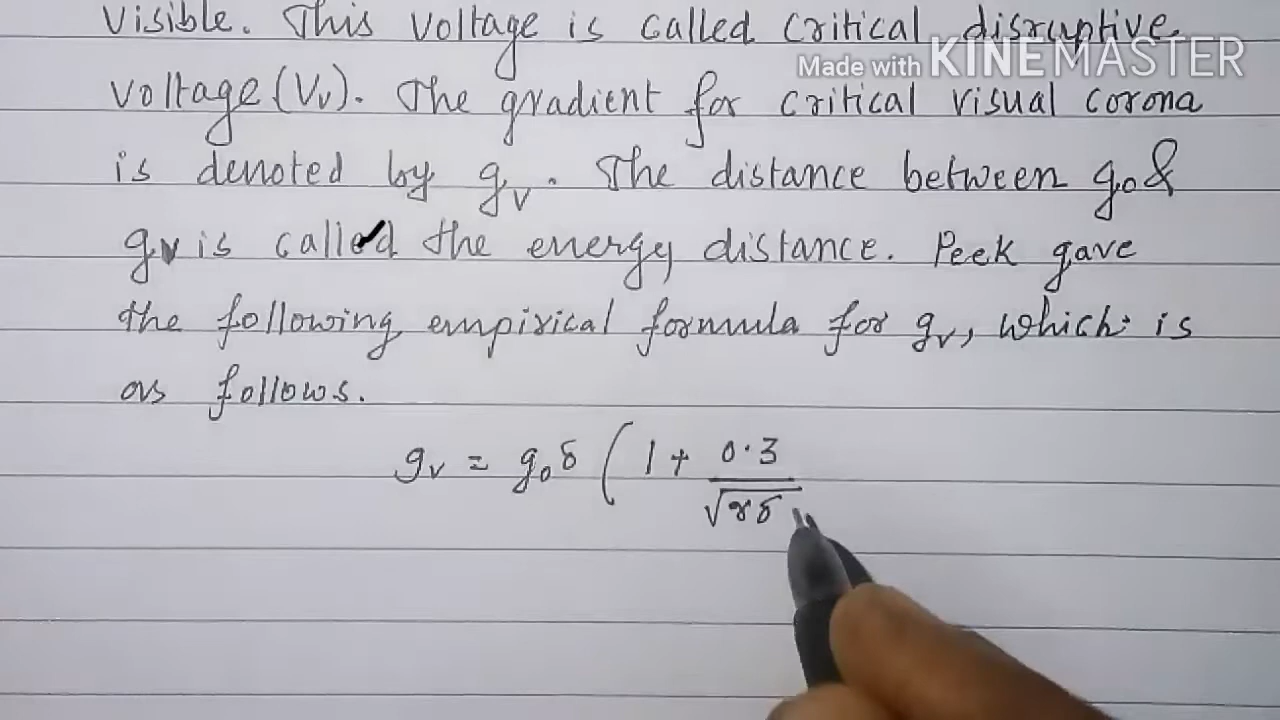 visible. This voltage is called critical disruptive
Made with KINEMASTER
voltage (Vv). The gradient for critical visual corona
is denoted by gv. The distance between g0 &
gv is called the energy distance. Peek gave
the following empirical formula for gv, which is
as follows.
gv = g0 δ ( 1 + 0.3 / √rδ